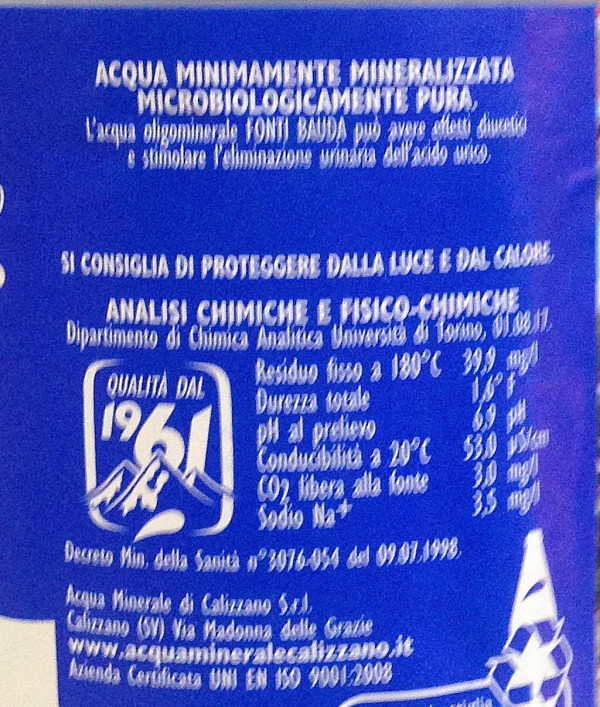 ACQUA MINIMAMENTE MINERALIZZATA
MICROBIOLOGICAMENTE PURA.
L'acqua oligominerale FONTI BAUDA può avere effetti diuretici
e stimolare l'eliminazione urinaria dell'acido urico.
SI CONSIGLIA DI PROTEGGERE DALLA LUCE E DAL CALORE.
ANALISI CHIMICHE E FISICO-CHIMICHE
Dipartimento di Chimica Analitica Università di Torino, 01.08.17.
QUALITÀ DAL
1961
Residuo fisso a 180°C 39,9 mg/l
Durezza totale 1,6°F
pH al prelievo 6,9 pH
Conducibilità a 20°C 53,0 µS/cm
CO2 libera alla fonte 3,0 mg/l
Sodio Na+ 3,5 mg/l
Decreto Min. della Sanità n°3076-054 del 09.07.1998.
Acqua Minerale di Calizzano S.r.l.
Calizzano (SV) Via Madonna delle Grazie
www.acquamineralecalizzano.it
Azienda Certificata UNI EN ISO 9001:2008